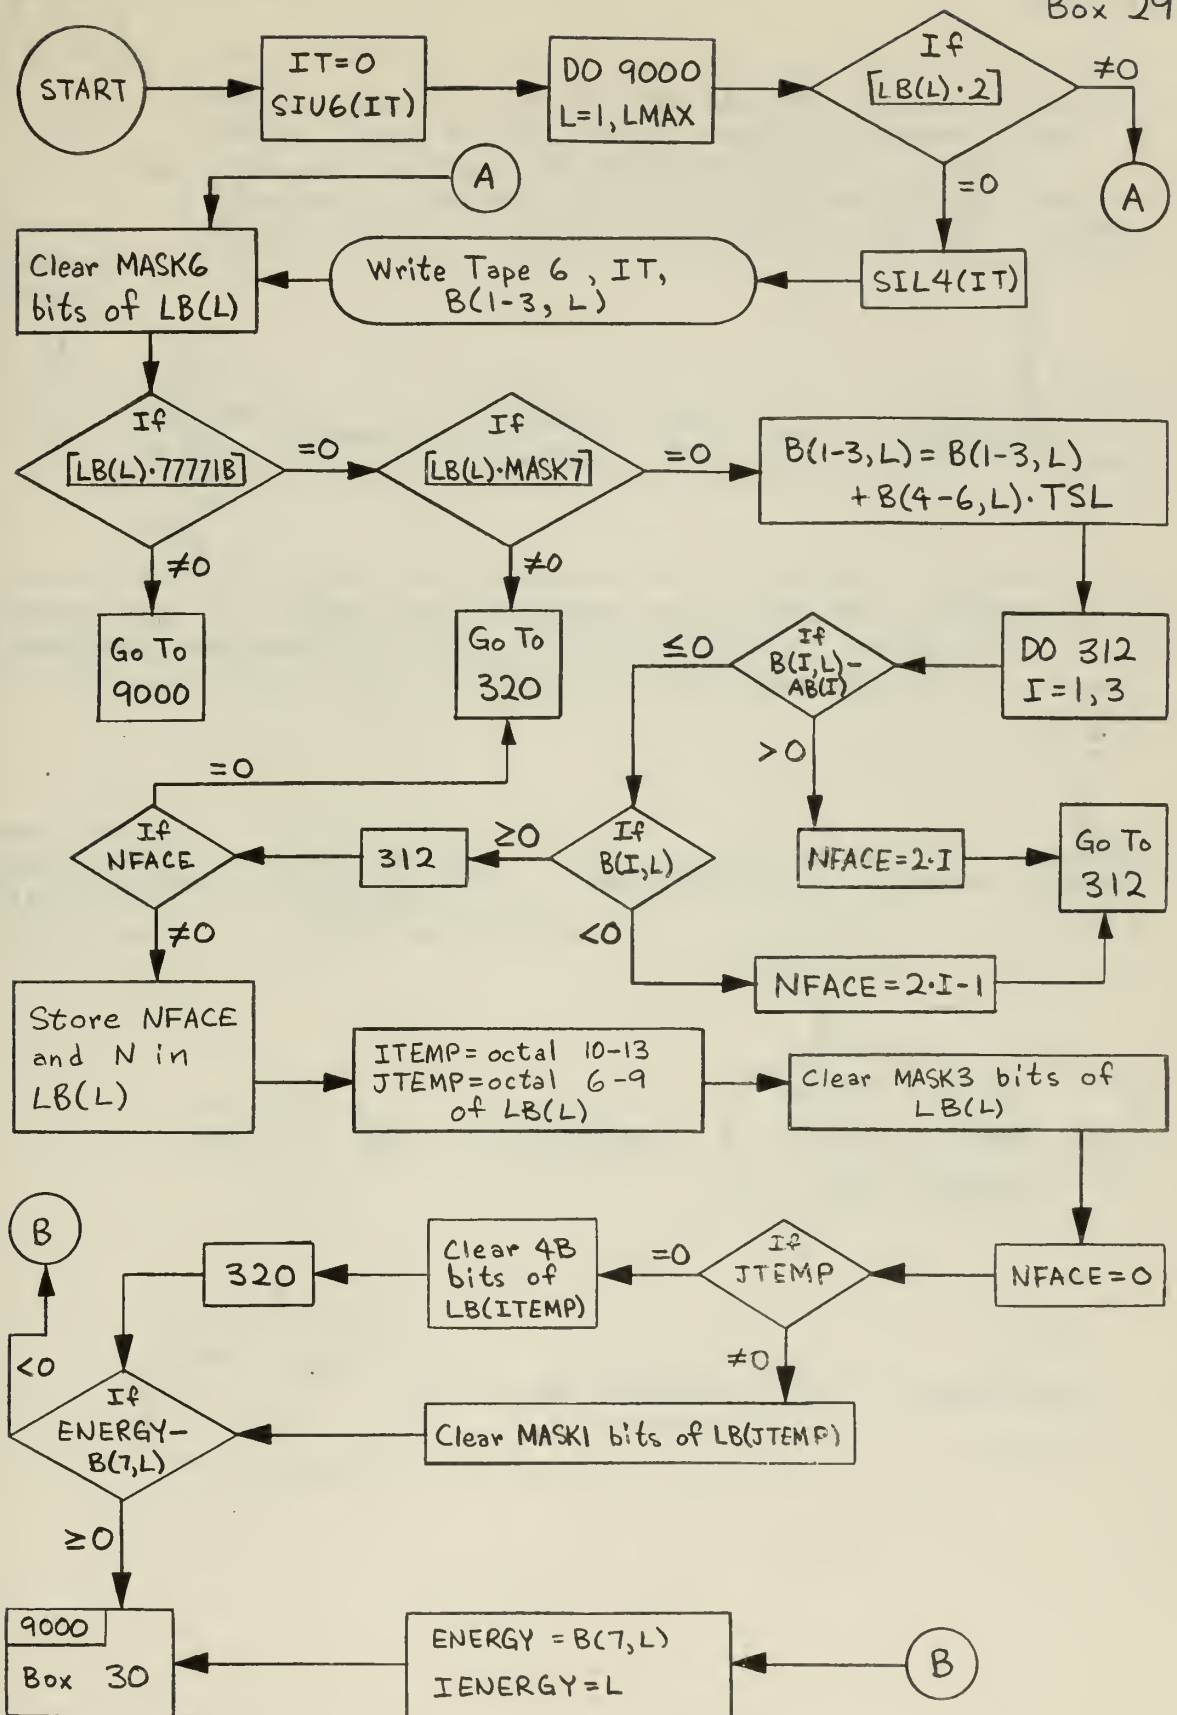 Box 29
START
IT=0
SIU6(IT)
DO 9000
L=1, LMAX
If
[LB(L)·2]
≠0
=0
A
A
Clear MASK6
bits of LB(L)
Write Tape 6, IT,
B(1-3, L)
SIL4(IT)
If
[LB(L)·77771B]
=0
≠0
If
[LB(L)·MASK7]
=0
≠0
B(1-3,L) = B(1-3, L)
+ B(4-6, L)·TSL
Go To
9000
Go To
320
≤0
If
B(I,L)-
AB(I)
>0
DO 312
I=1, 3
=0
If
NFACE
≠0
312
≥0
If
B(I,L)
<0
NFACE=2·I
Go To
312
NFACE=2·I-1
Store NFACE
and N in
LB(L)
ITEMP=octal 10-13
JTEMP=octal 6-9
of LB(L)
Clear MASK3 bits of
LB(L)
B
320
Clear 4B
bits of
LB(ITEMP)
=0
If
JTEMP
≠0
NFACE=0
<0
If
ENERGY-
B(7,L)
≥0
Clear MASK1 bits of LB(JTEMP)
9000
Box 30
ENERGY = B(7,L)
IENERGY=L
B